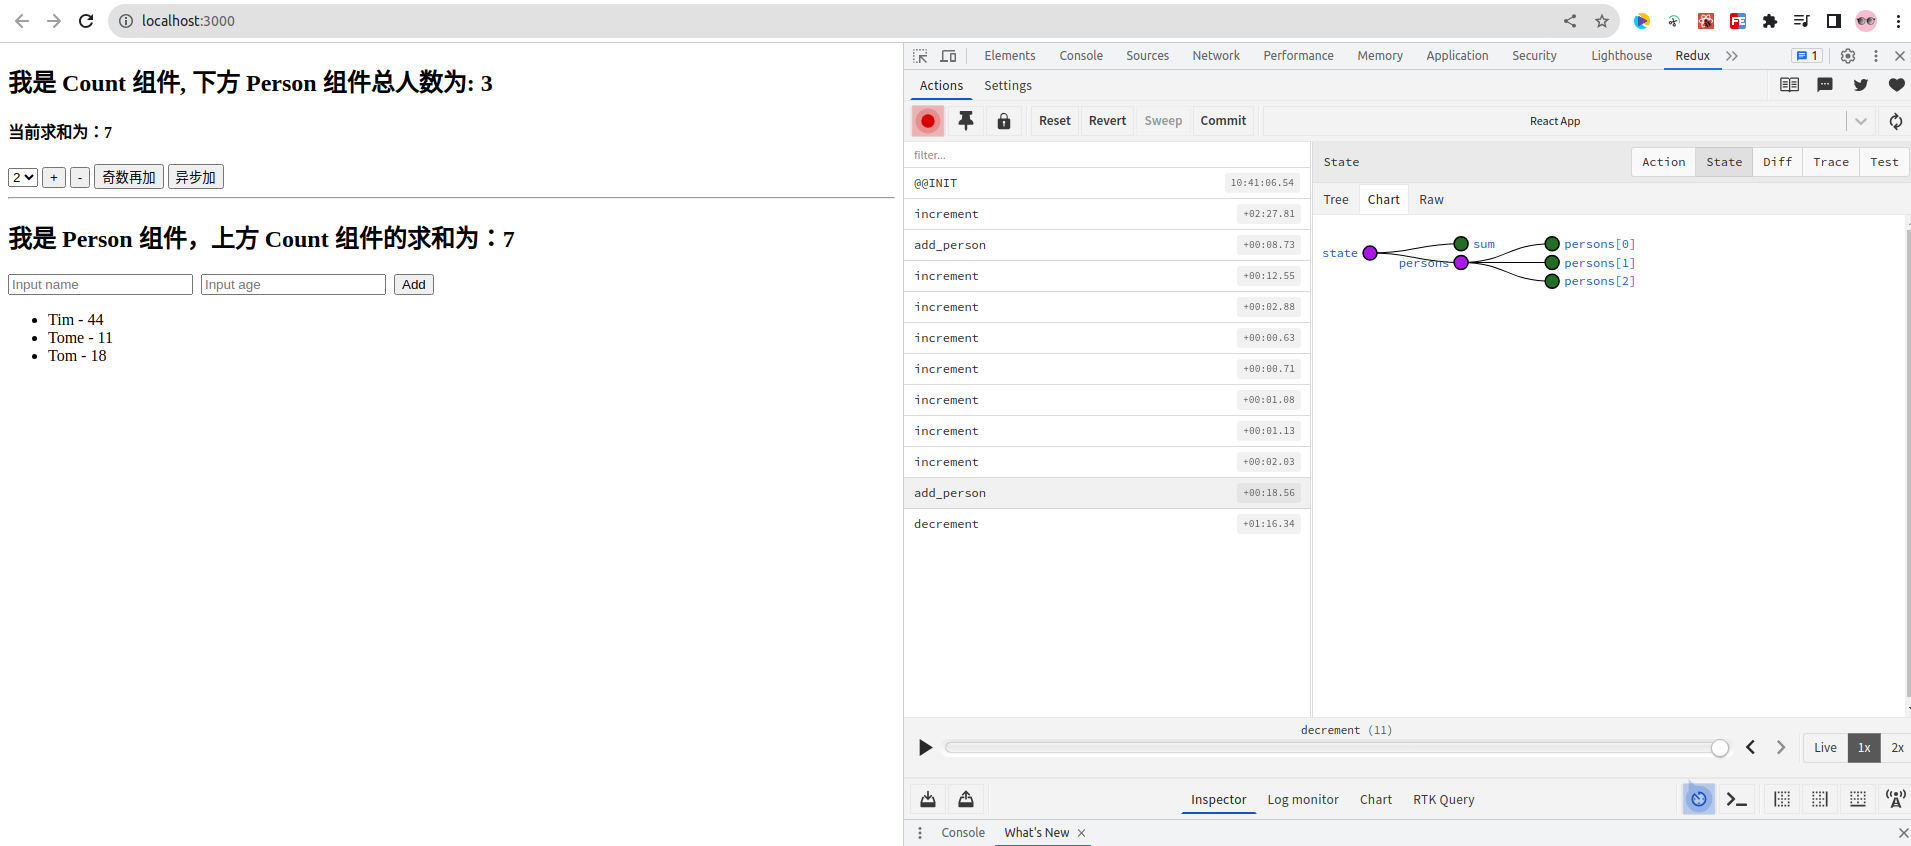 localhost:3000
我是 Count 组件, 下方 Person 组件总人数为: 3
当前求和为：7
2 + - 奇数再加 异步加
我是 Person 组件，上方 Count 组件的求和为：7
Input name Input age Add
Tim - 44
Tome - 11
Tom - 18
Elements Console Sources Network Performance Memory Application Security Lighthouse Redux 1
Actions Settings
Reset Revert Sweep Commit React App
filter...
@@INIT 10:41:06.54
increment +02:27.81
add_person +00:08.73
increment +00:12.55
increment +00:02.88
increment +00:00.63
increment +00:00.71
increment +00:01.08
increment +00:01.13
increment +00:02.03
add_person +00:18.56
decrement +01:16.34
State Action State Diff Trace Test
Tree Chart Raw
state sum persons persons[0]
persons[1]
persons[2]
decrement (11)
Live 1x 2x
Inspector Log monitor Chart RTK Query
Console What's New